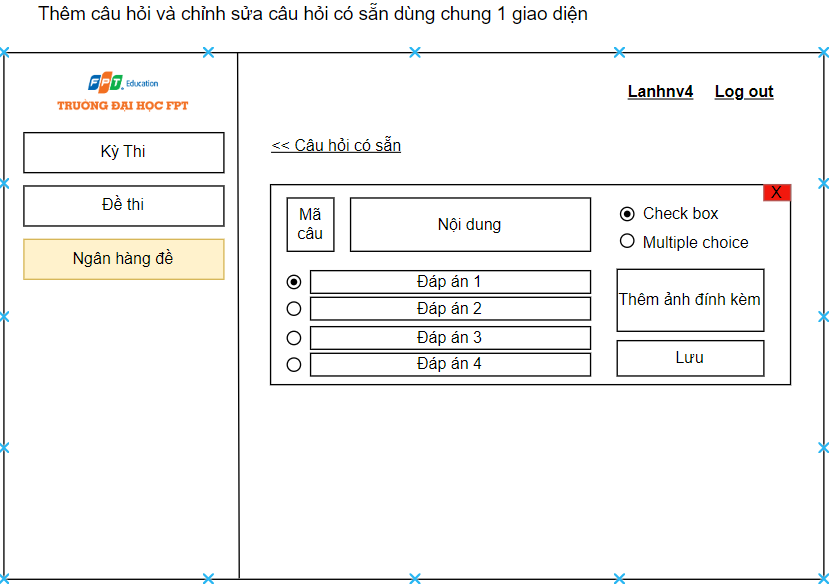 Thêm câu hỏi và chỉnh sửa câu hỏi có sẵn dùng chung 1 giao diện
FPT Education
TRƯỜNG ĐẠI HỌC FPT
Lanhnv4 Log out
Kỳ Thi
Đề thi
Ngân hàng đề
<< Câu hỏi có sẵn
X
Mã
câu
Nội dung
Check box
Multiple choice
Đáp án 1
Đáp án 2
Đáp án 3
Đáp án 4
Thêm ảnh đính kèm
Lưu